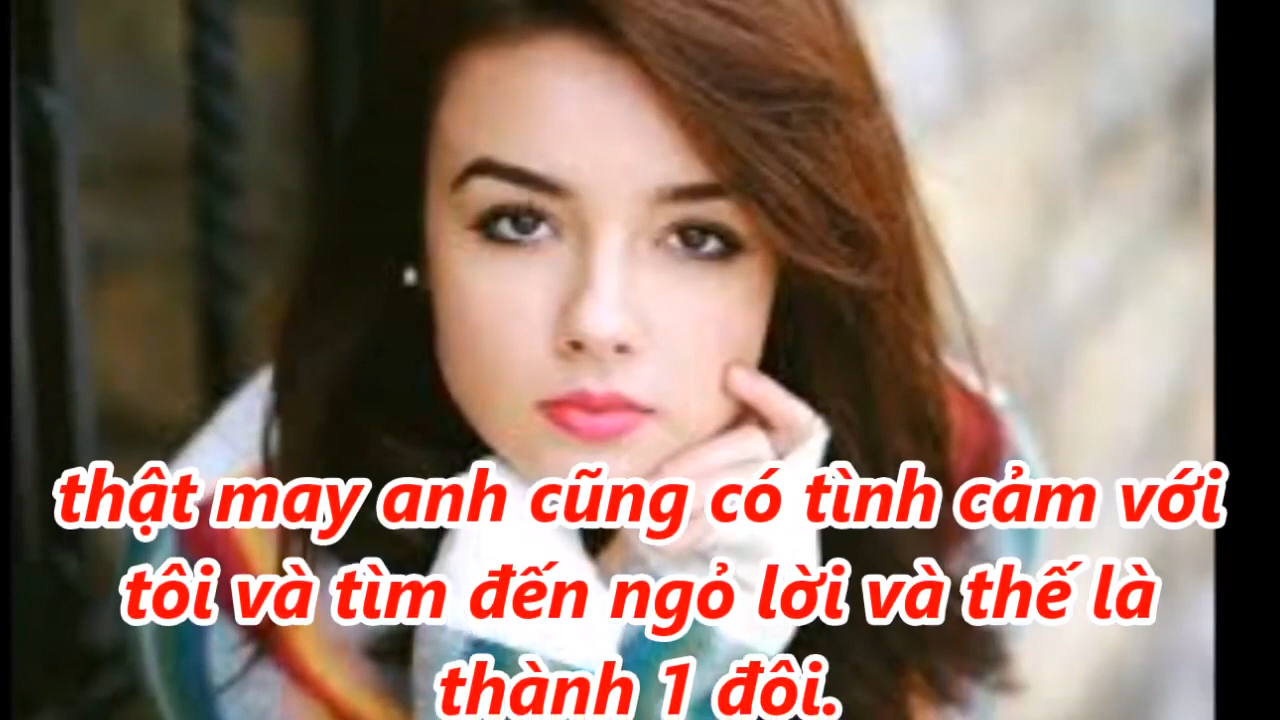 thật may anh cũng có tình cảm với
tôi và tìm đến ngỏ lời và thế là
thành 1 đôi.